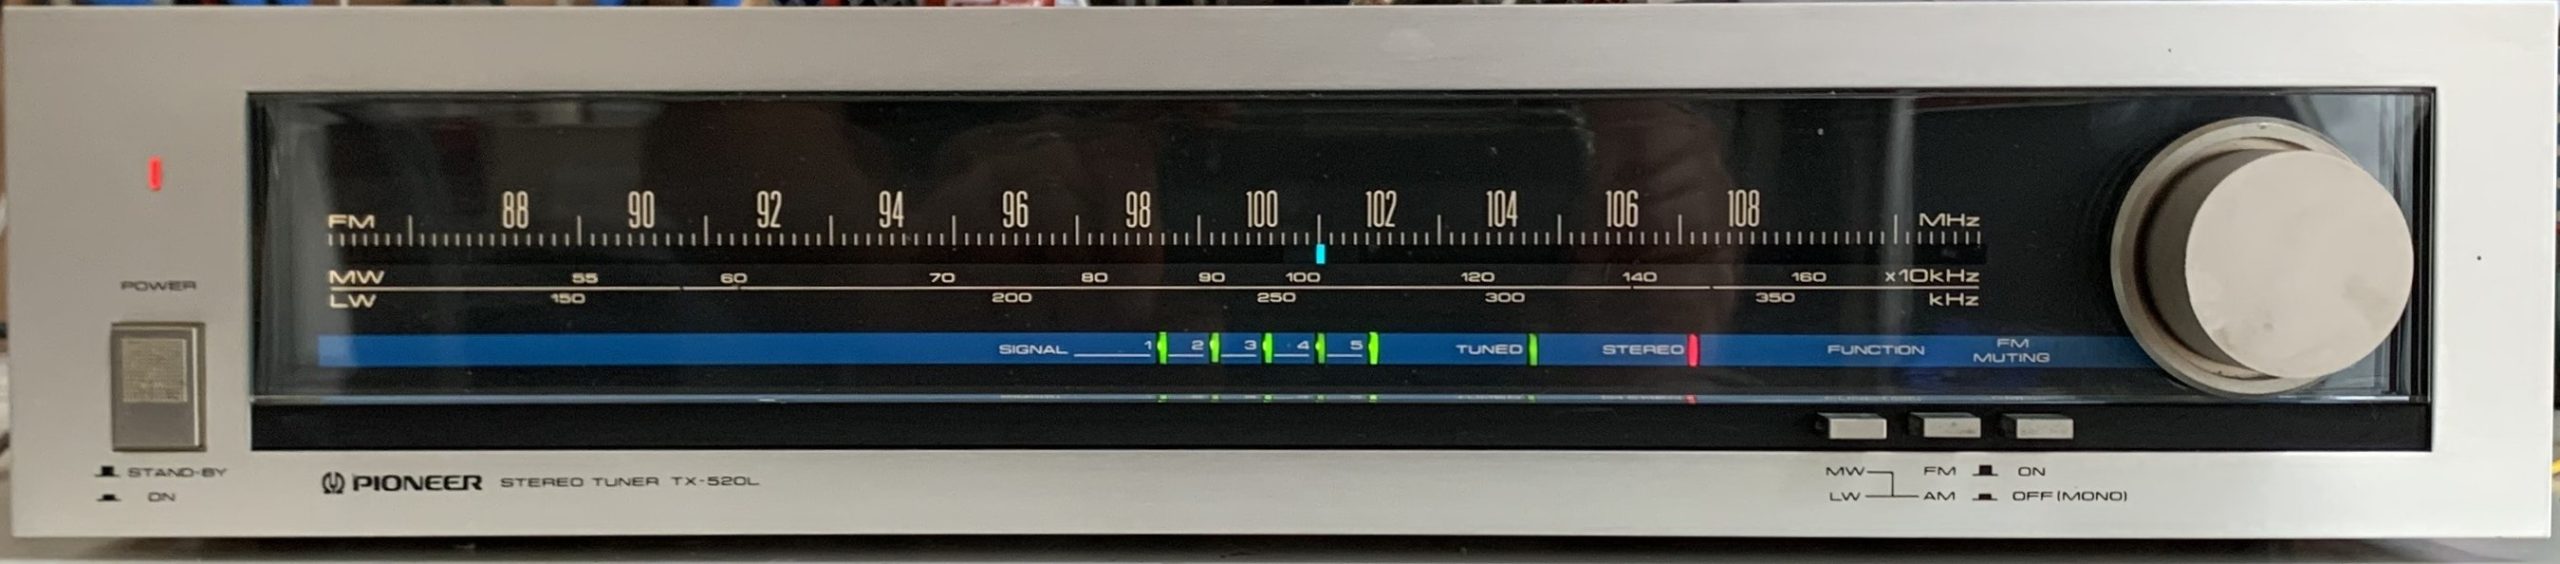 88 90 92 94 96 98 100 102 104 106 108
FM MHz
MW 55 60 70 80 90 100 120 140 160 x10kHz
LW 150 200 250 300 350 kHz
POWER
SIGNAL 1 2 3 4 5 TUNED STEREO FUNCTION FM MUTING
STAND-BY
ON
PIONEER STEREO TUNER TX-520L
MW FM ON
LW AM OFF (MONO)